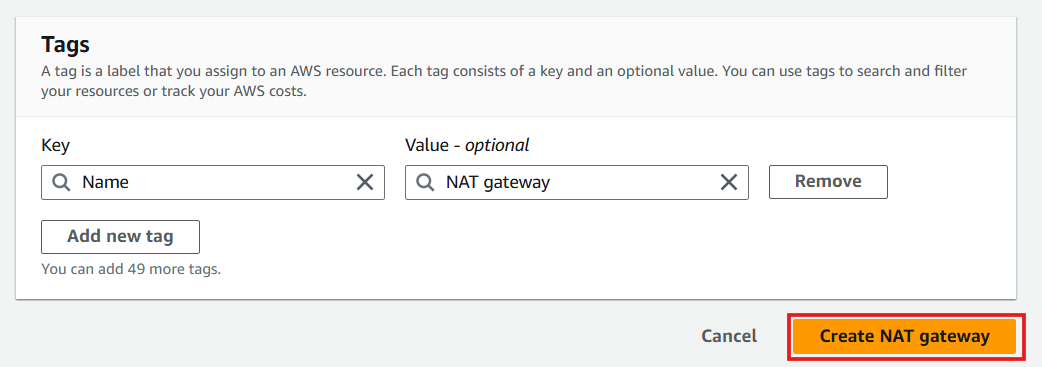 Tags
A tag is a label that you assign to an AWS resource. Each tag consists of a key and an optional value. You can use tags to search and filter
your resources or track your AWS costs.
Key
Value - optional
Name
NAT gateway
Remove
Add new tag
You can add 49 more tags.
Cancel
Create NAT gateway